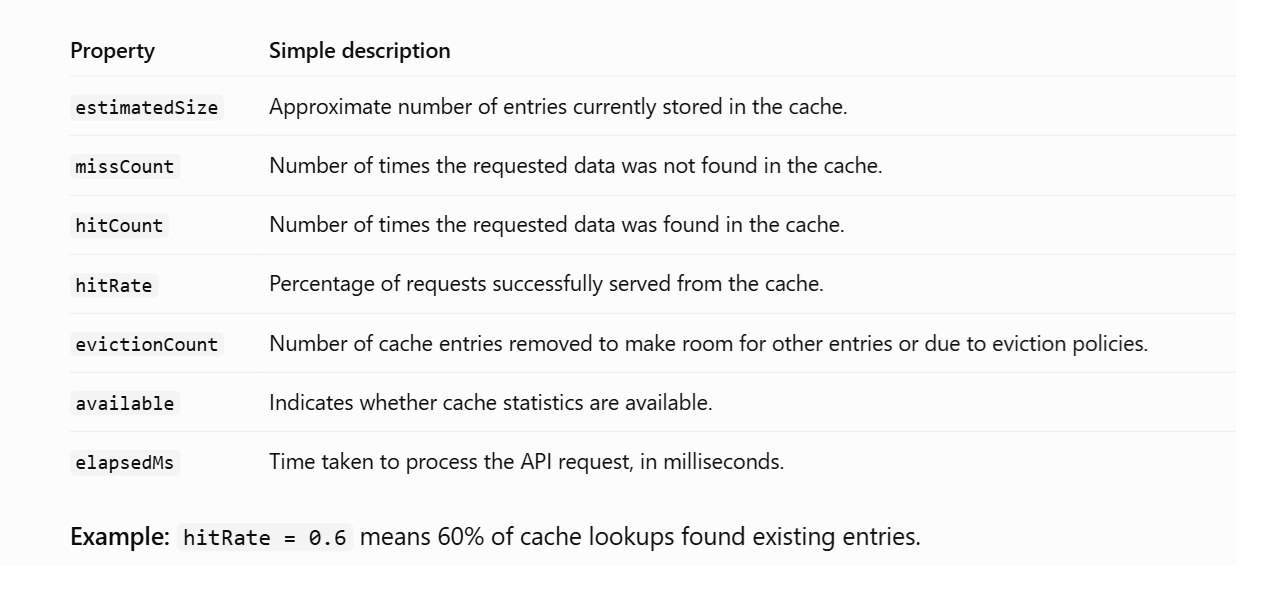 Property Simple description
estimatedSize Approximate number of entries currently stored in the cache.
missCount Number of times the requested data was not found in the cache.
hitCount Number of times the requested data was found in the cache.
hitRate Percentage of requests successfully served from the cache.
evictionCount Number of cache entries removed to make room for other entries or due to eviction policies.
available Indicates whether cache statistics are available.
elapsedMs Time taken to process the API request, in milliseconds.
Example: hitRate = 0.6 means 60% of cache lookups found existing entries.